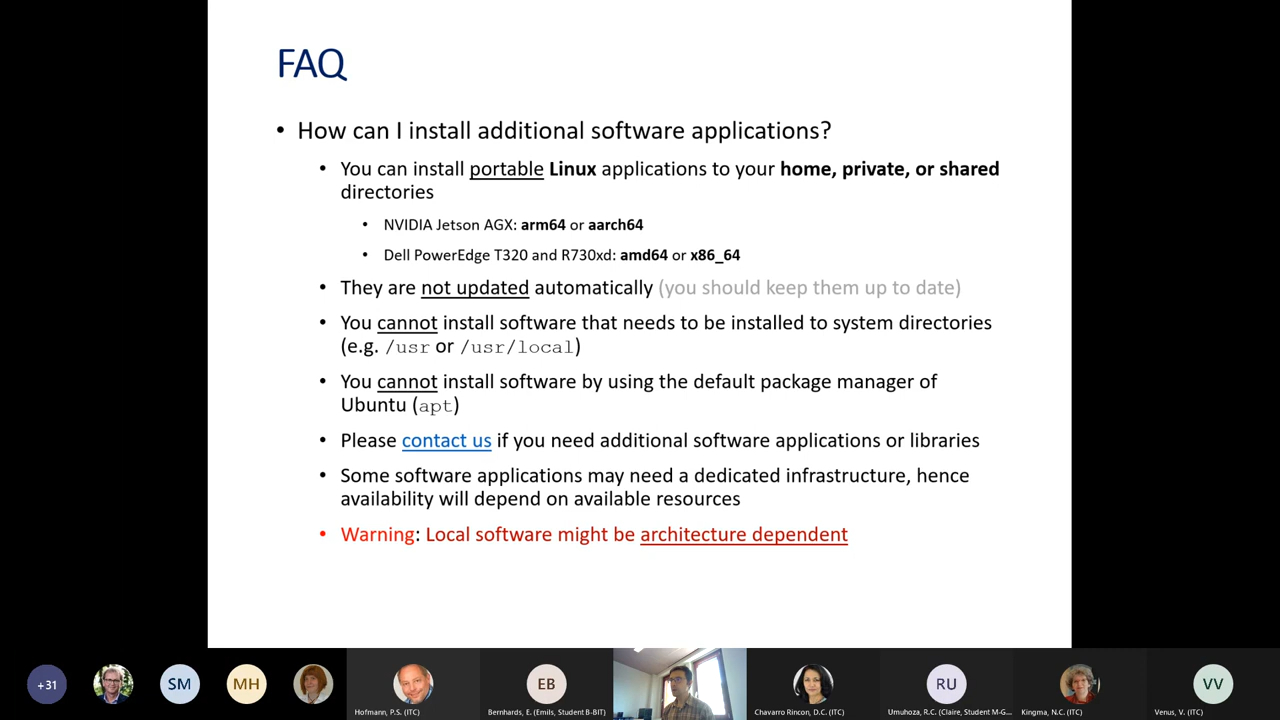 FAQ
• How can I install additional software applications?
• You can install portable Linux applications to your home, private, or shared
directories
• NVIDIA Jetson AGX: arm64 or aarch64
• Dell PowerEdge T320 and R730xd: amd64 or x86_64
• They are not updated automatically (you should keep them up to date)
• You cannot install software that needs to be installed to system directories
(e.g. /usr or /usr/local)
• You cannot install software by using the default package manager of
Ubuntu (apt)
• Please contact us if you need additional software applications or libraries
• Some software applications may need a dedicated infrastructure, hence
availability will depend on available resources
• Warning: Local software might be architecture dependent
+31
SM
MH
EB
RU
VV
Hofmann, P.S. (ITC)
Bernhards, E. (Emils, Student B-BIT)
Chavarro Rincon, D.C. (ITC)
Umuhoza, R.C. (Claire, Student M-G...
Kingma, N.C. (ITC)
Venus, V. (ITC)